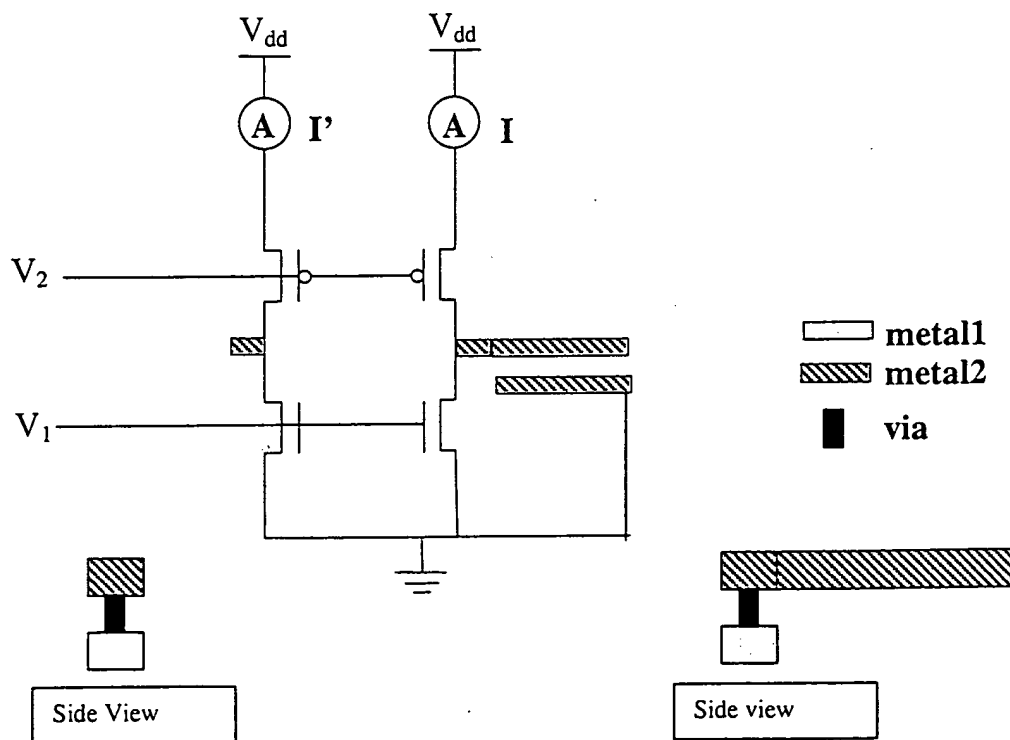 V_dd V_dd
A I' A I
V_2
metal1
metal2
V_1
via
Side View
Side view